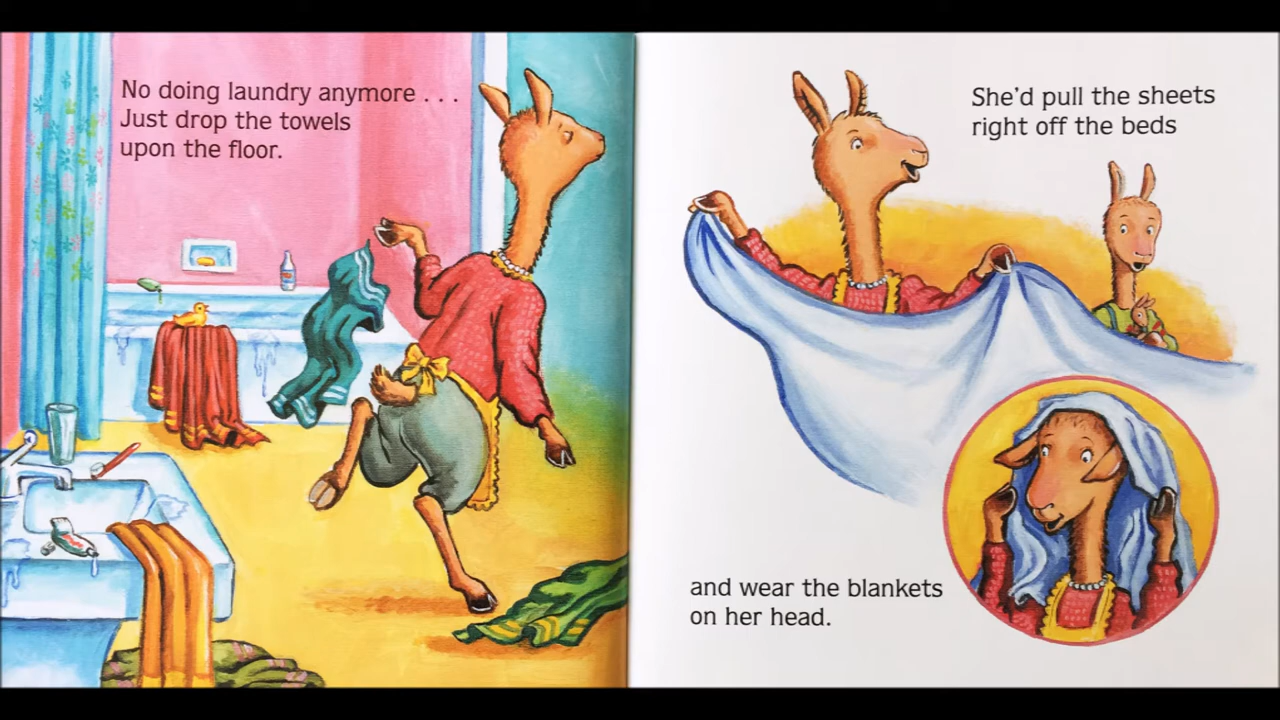 No doing laundry anymore . . .
Just drop the towels
upon the floor.
She'd pull the sheets
right off the beds
and wear the blankets
on her head.